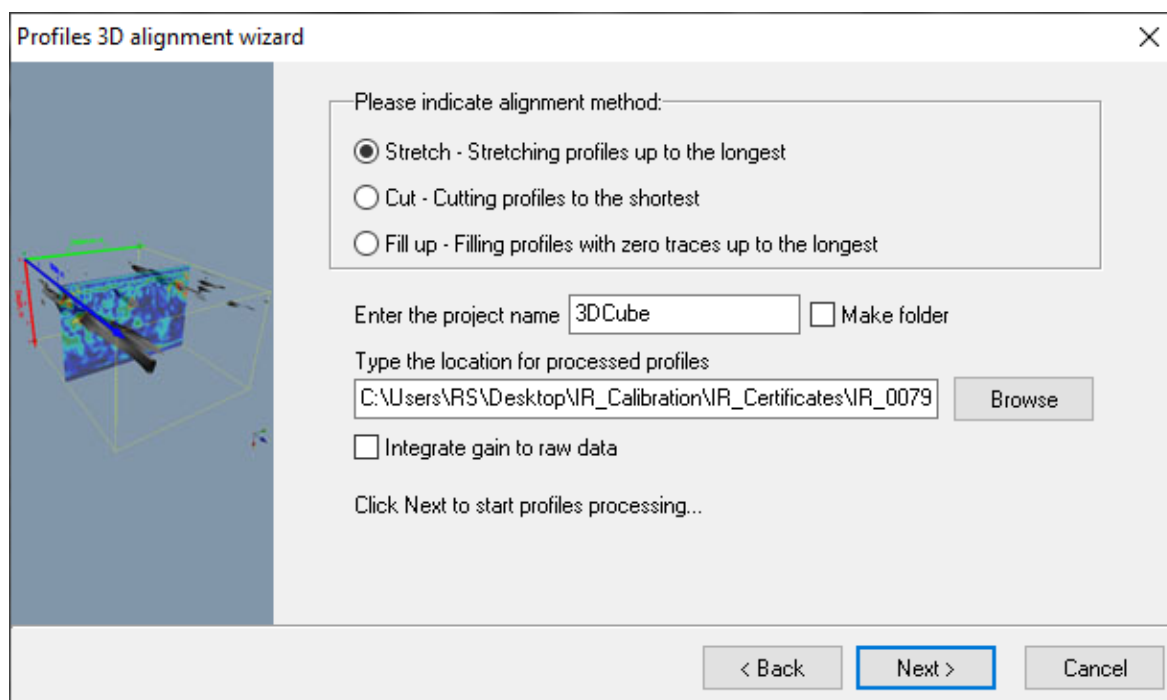 Profiles 3D alignment wizard
Please indicate alignment method:
Stretch - Stretching profiles up to the longest
Cut - Cutting profiles to the shortest
Fill up - Filling profiles with zero traces up to the longest
Enter the project name 3DCube Make folder
Type the location for processed profiles
C:\Users\RS\Desktop\IR_Calibration\IR_Certificates\IR_0079 Browse
Integrate gain to raw data
Click Next to start profiles processing...
< Back Next > Cancel